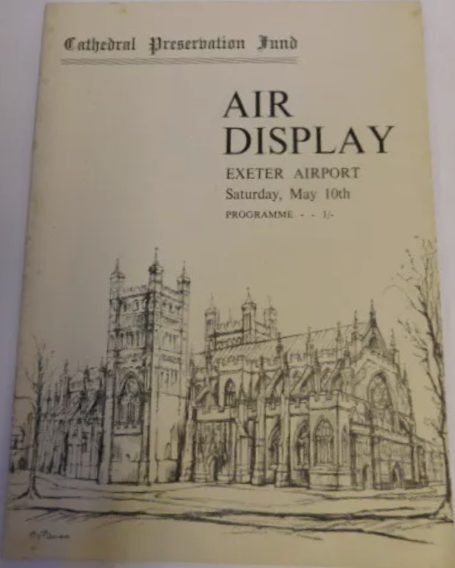 Cathedral Preservation Fund
AIR
DISPLAY
EXETER AIRPORT
Saturday, May 10th
PROGRAMME - - 1/-